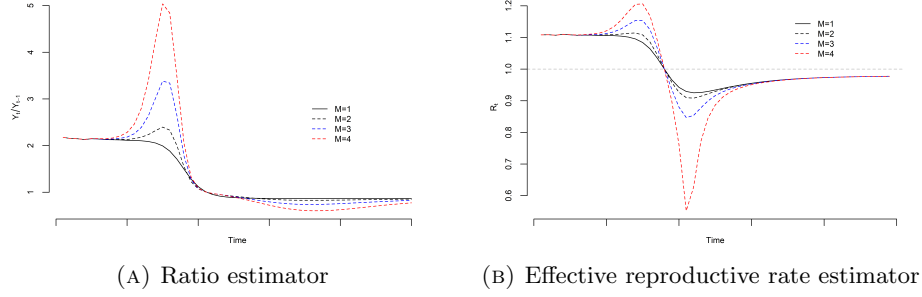 5
4
3
2
1
Y_t/Y_{t-1}
M=1
M=2
M=3
M=4
Time
(A) Ratio estimator
1.2
1.1
1.0
0.9
0.8
0.7
0.6
R_t
M=1
M=2
M=3
M=4
Time
(B) Effective reproductive rate estimator